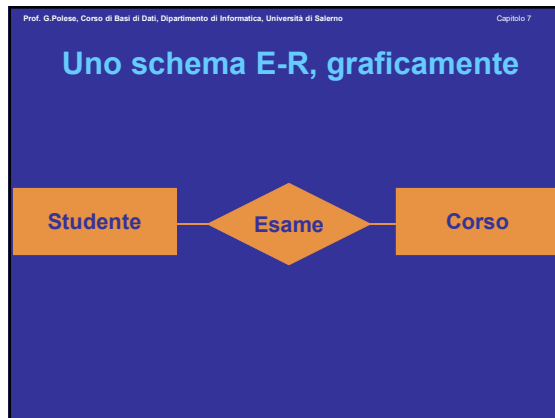 Prof. G.Polese, Corso di Basi di Dati, Dipartimento di Informatica, Università di Salerno Capitolo 7
Uno schema E-R, graficamente
Studente Esame Corso